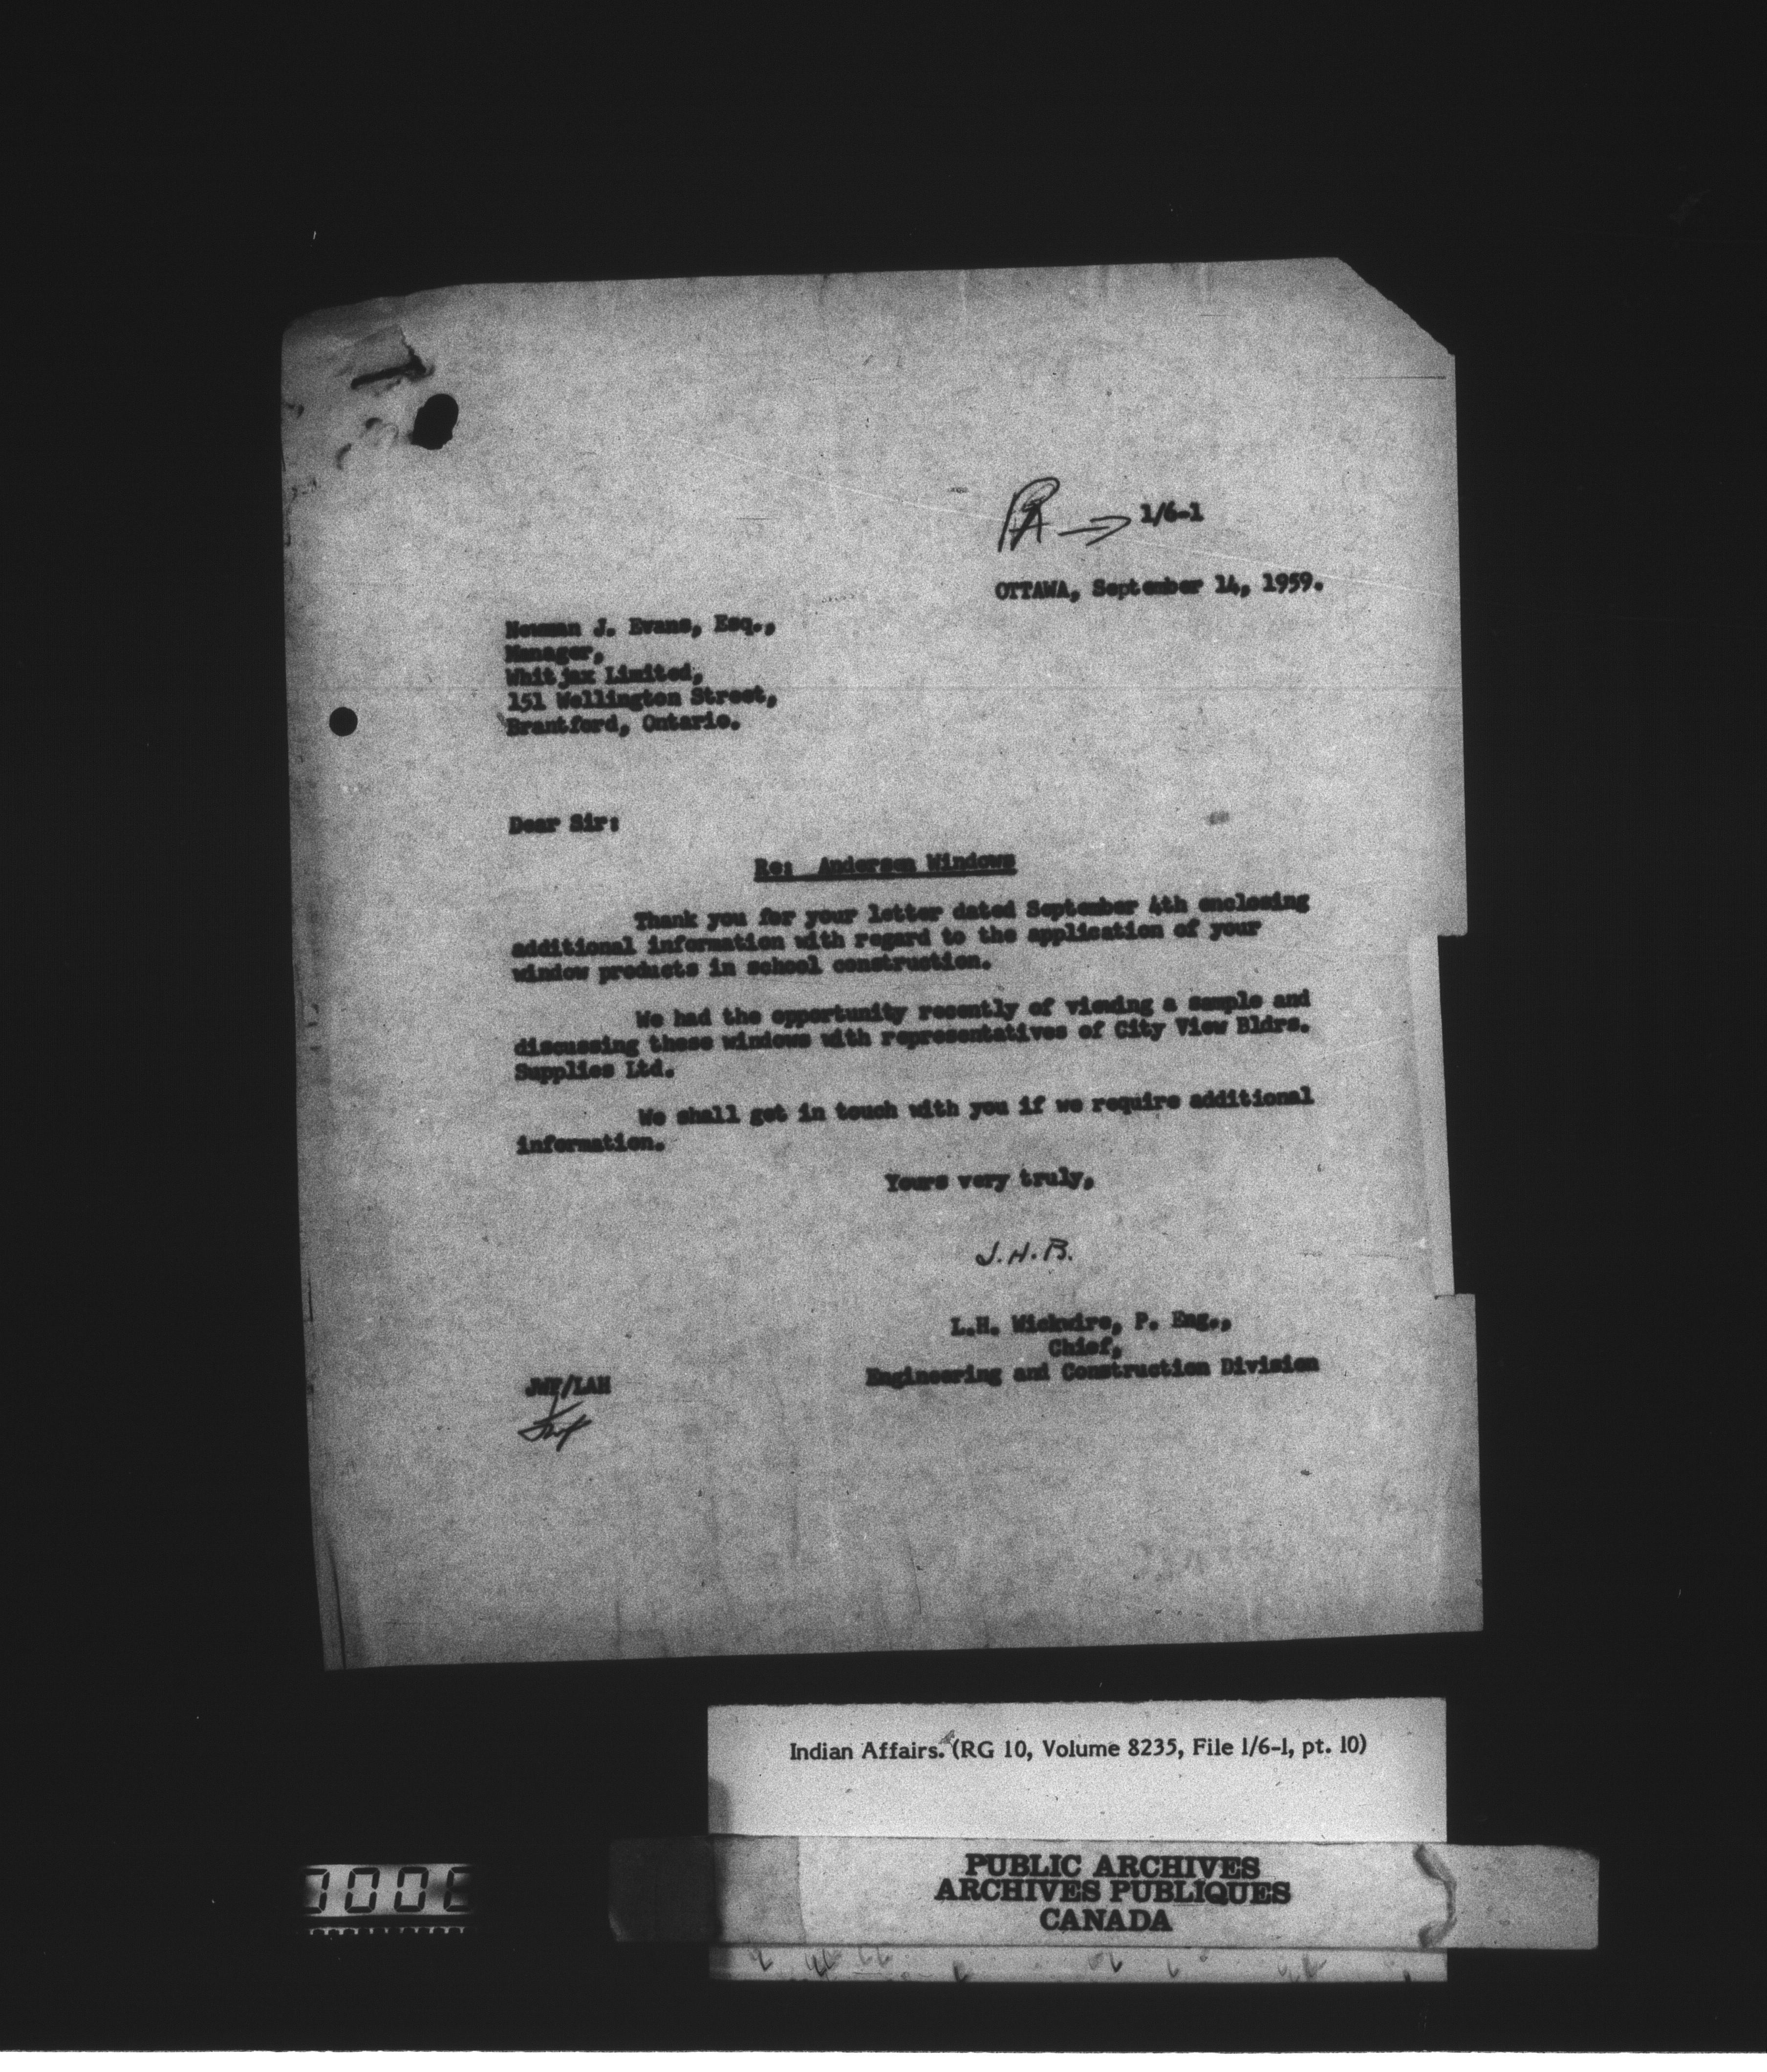 PA → 1/6-1
OTTAWA, September 14, 1959.
Newman J. Evans, Esq.,
Manager,
Whitjax Limited,
151 Wellington Street,
Brantford, Ontario.
Dear Sir:
Re: Andersen Windows
Thank you for your letter dated September 4th enclosing
additional information with regard to the application of your
window products in school construction.
We had the opportunity recently of viewing a sample and
discussing these windows with representatives of City View Bldrs.
Supplies Ltd.
We shall get in touch with you if we require additional
information.
Yours very truly,
J.H.B.
L.H. Wickwire, P. Eng.,
Chief,
Engineering and Construction Division
JWF/LAH
Indian Affairs. (RG 10, Volume 8235, File 1/6-1, pt. 10)
PUBLIC ARCHIVES
ARCHIVES PUBLIQUES
CANADA